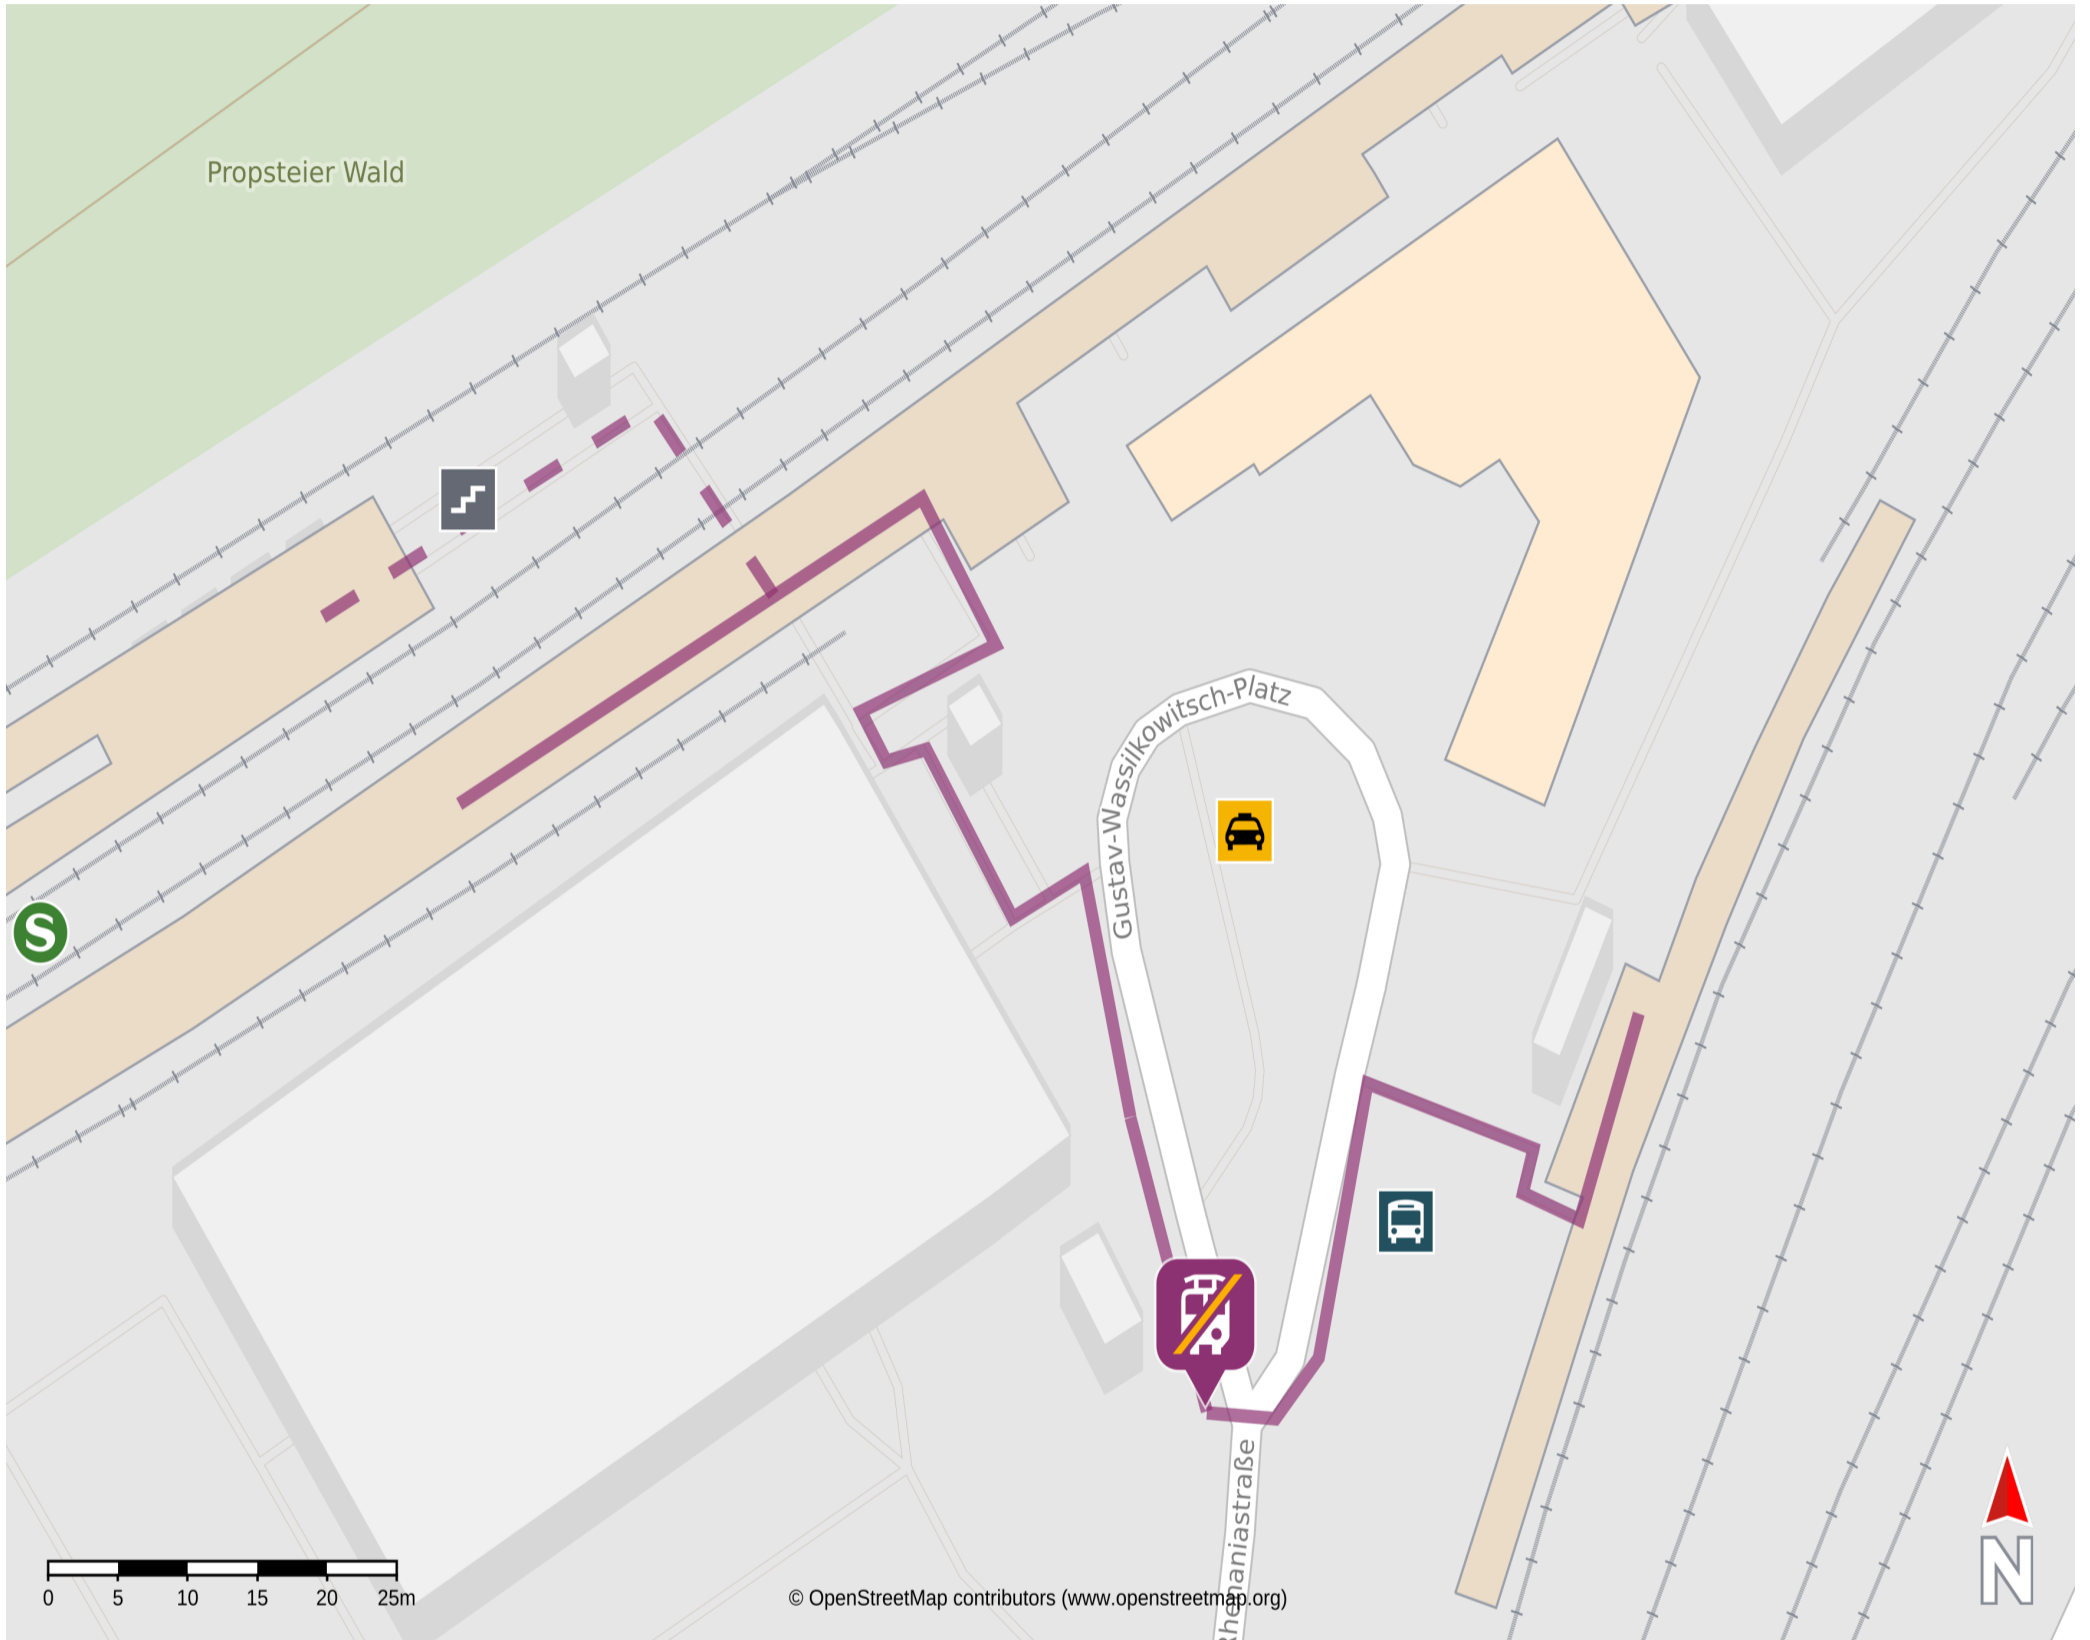 Propsteier Wald
Gustav-Wassilkowitsch-Platz
S
Rhenaniastraße
0 5 10 15 20 25m
© OpenStreetMap contributors (www.openstreetmap.org)
N